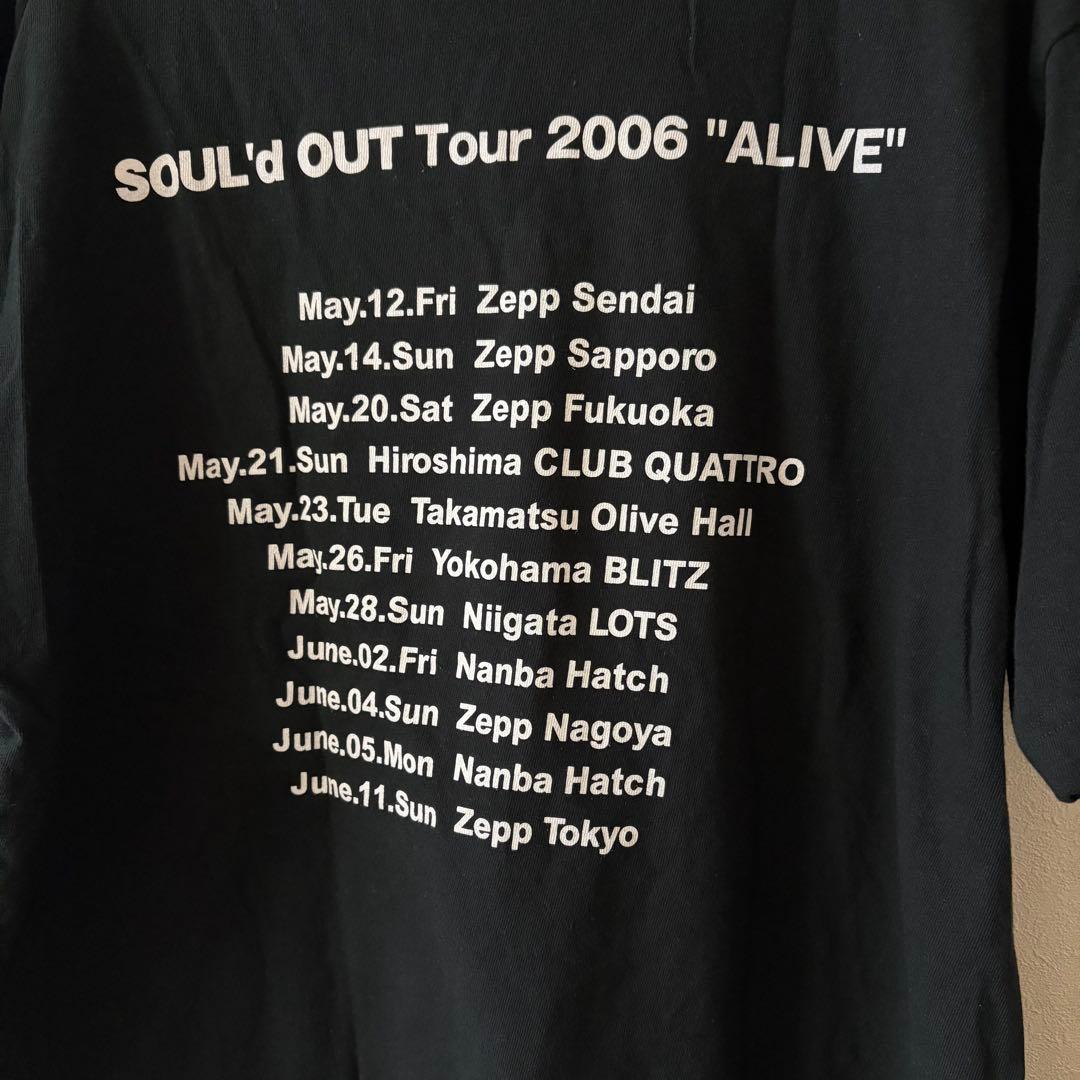 SOUL'd OUT Tour 2006 "ALIVE"
May.12.Fri Zepp Sendai
May.14.Sun Zepp Sapporo
May.20.Sat Zepp Fukuoka
May.21.Sun Hiroshima CLUB QUATTRO
May.23.Tue Takamatsu Olive Hall
May.26.Fri Yokohama BLITZ
May.28.Sun Niigata LOTS
June.02.Fri Nanba Hatch
June.04.Sun Zepp Nagoya
June.05.Mon Nanba Hatch
June.11.Sun Zepp Tokyo